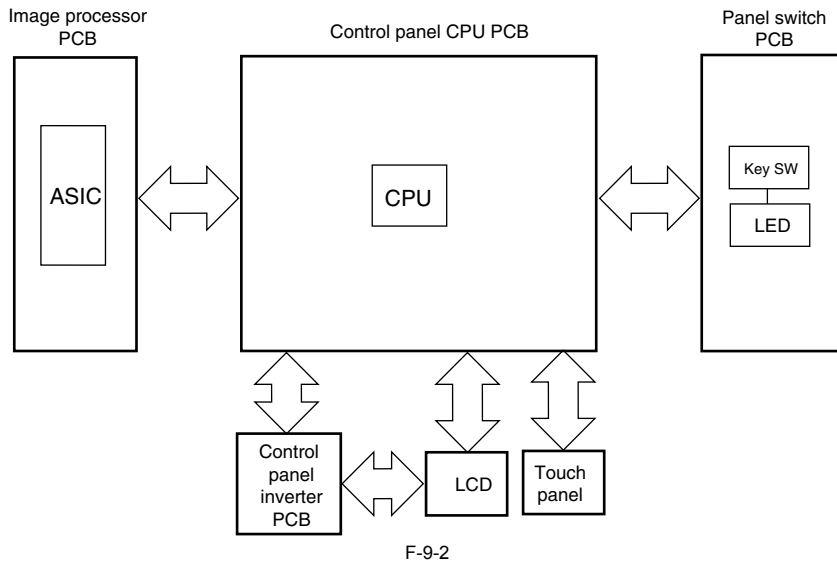 Image processor
PCB
Control panel CPU PCB
Panel switch
PCB
ASIC
CPU
Key SW
LED
Control
panel
inverter
PCB
LCD
Touch
panel
F-9-2